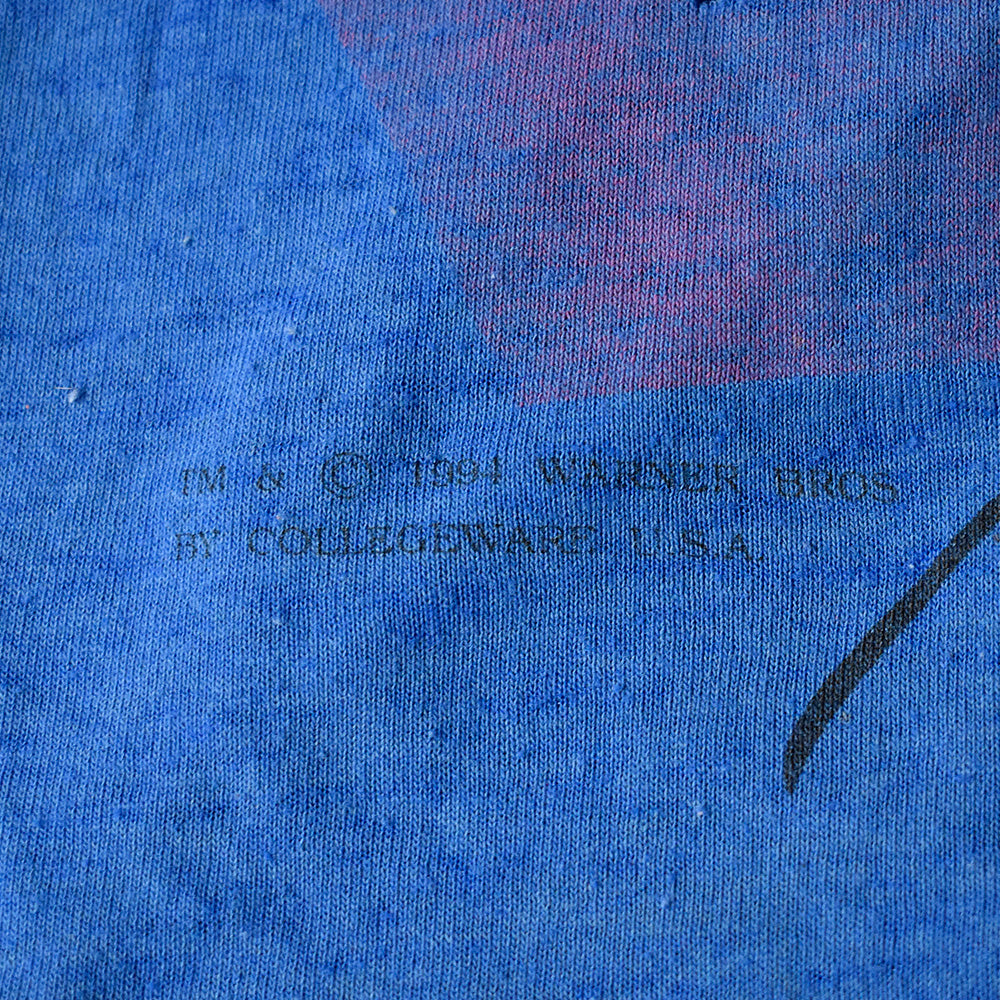 TM & © 1994 WARNER BROS
BY COLLEGEWARE U.S.A.